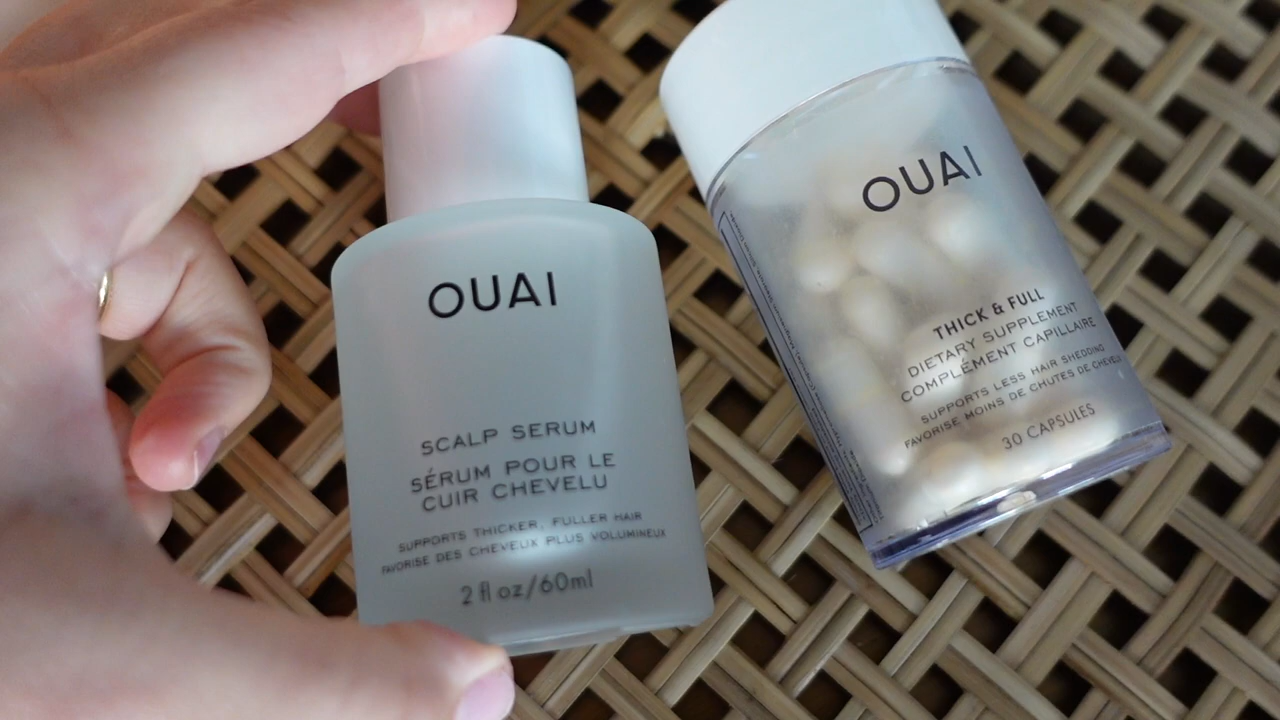 OUAI
SCALP SERUM
SÉRUM POUR LE
CUIR CHEVELU
SUPPORTS THICKER, FULLER HAIR
FAVORISE DES CHEVEUX PLUS VOLUMINEUX
2 fl oz/60ml
OUAI
THICK & FULL
DIETARY SUPPLEMENT
COMPLÉMENT CAPILLAIRE
SUPPORTS LESS HAIR SHEDDING
FAVORISE MOINS DE CHUTES DE CHEVEUX
30 CAPSULES